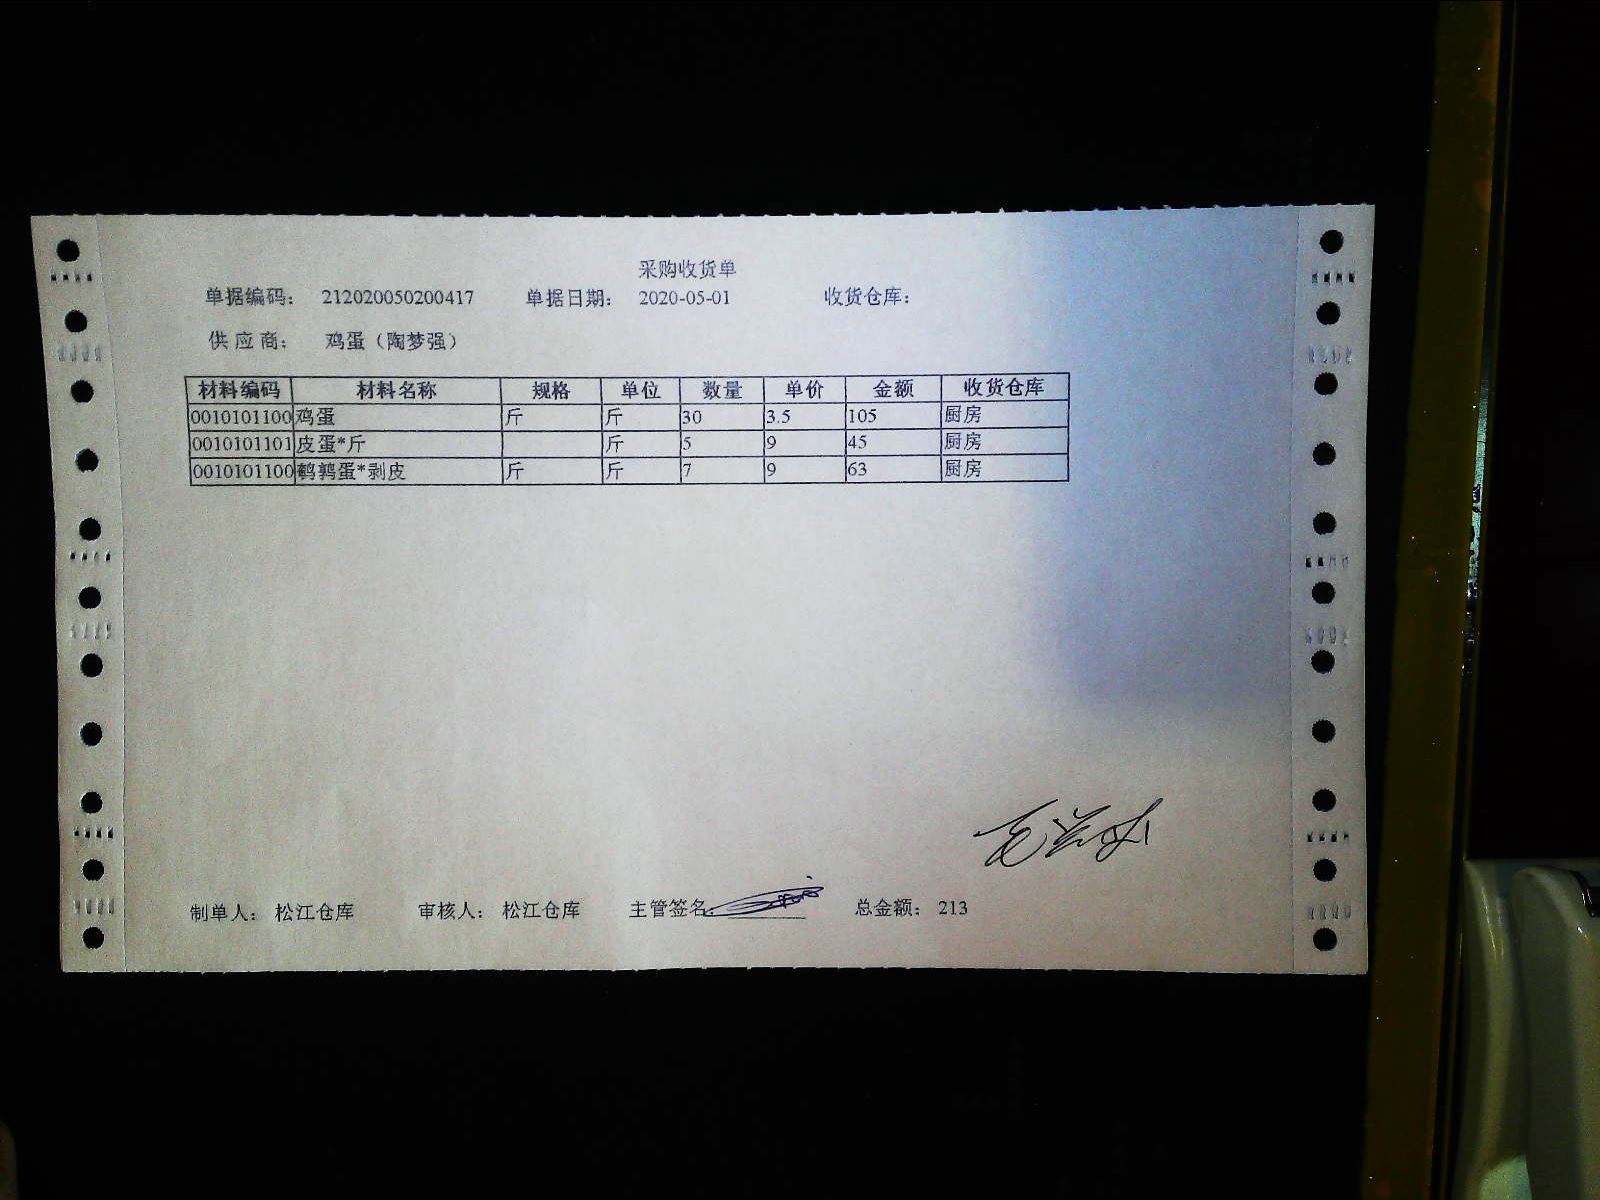 采购收货单
单据编码： 212020050200417 单据日期： 2020-05-01 收货仓库：
供 应 商： 鸡蛋（陶梦强）
材料编码 材料名称 规格 单位 数量 单价 金额 收货仓库
0010101100 鸡蛋 斤 斤 30 3.5 105 厨房
0010101101 皮蛋*斤 斤 5 9 45 厨房
0010101100 鹌鹑蛋*剥皮 斤 斤 7 9 63 厨房
制单人： 松江仓库 审核人： 松江仓库 主管签名： 总金额： 213